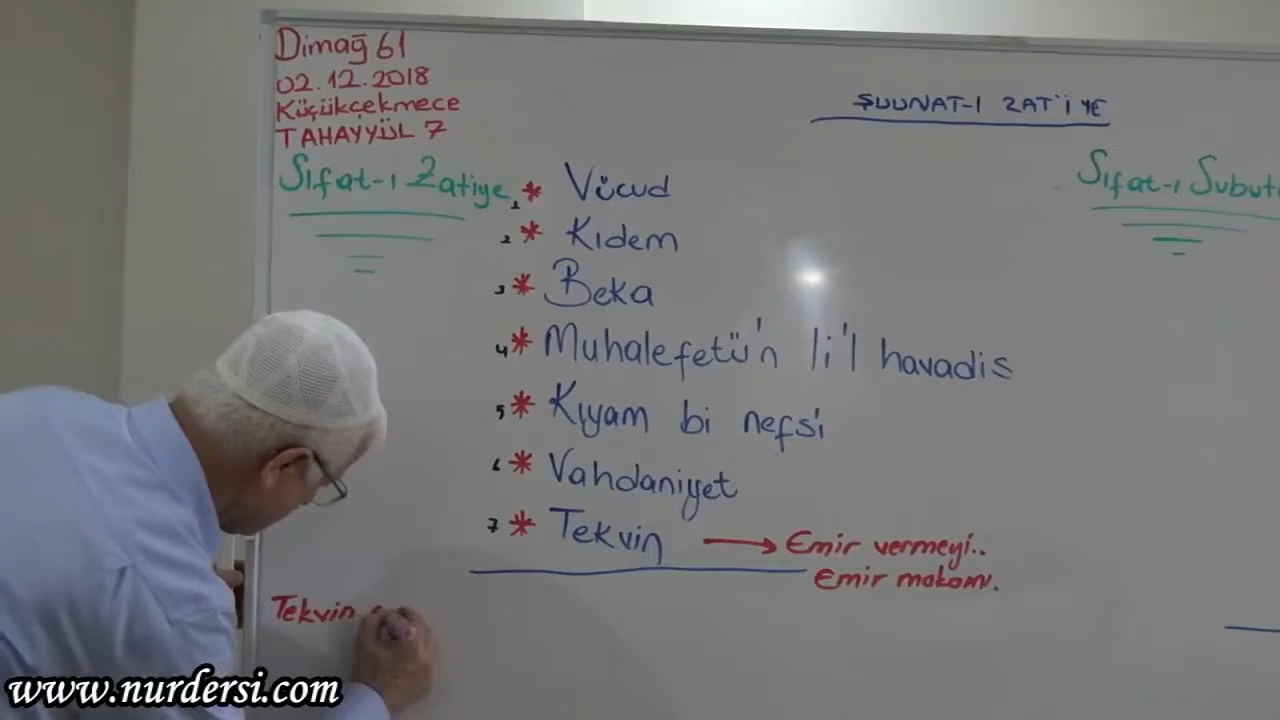 Dimağ 61
02.12.2018
Küçükçekmece
TAHAYYÜL 7
ŞUUNAT-I ZAT'İYE
Sıfat-ı Zatiye
Sıfat-ı Subuti
1 * Vücud
2 * Kıdem
3 * Beka
4 * Muhalefetü'n li'l havadis
5 * Kıyam bi nefs'i
6 * Vahdaniyet
7 * Tekvin → Emir vermeyi..
Emir makamı.
Tekvin
www.nurdersi.com